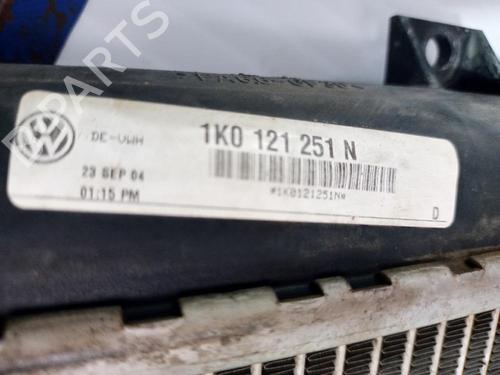 PARTS
DE-VWH
1K0 121 251 N
23 SEP 04
01:15 PM
*1K0121251N*
D